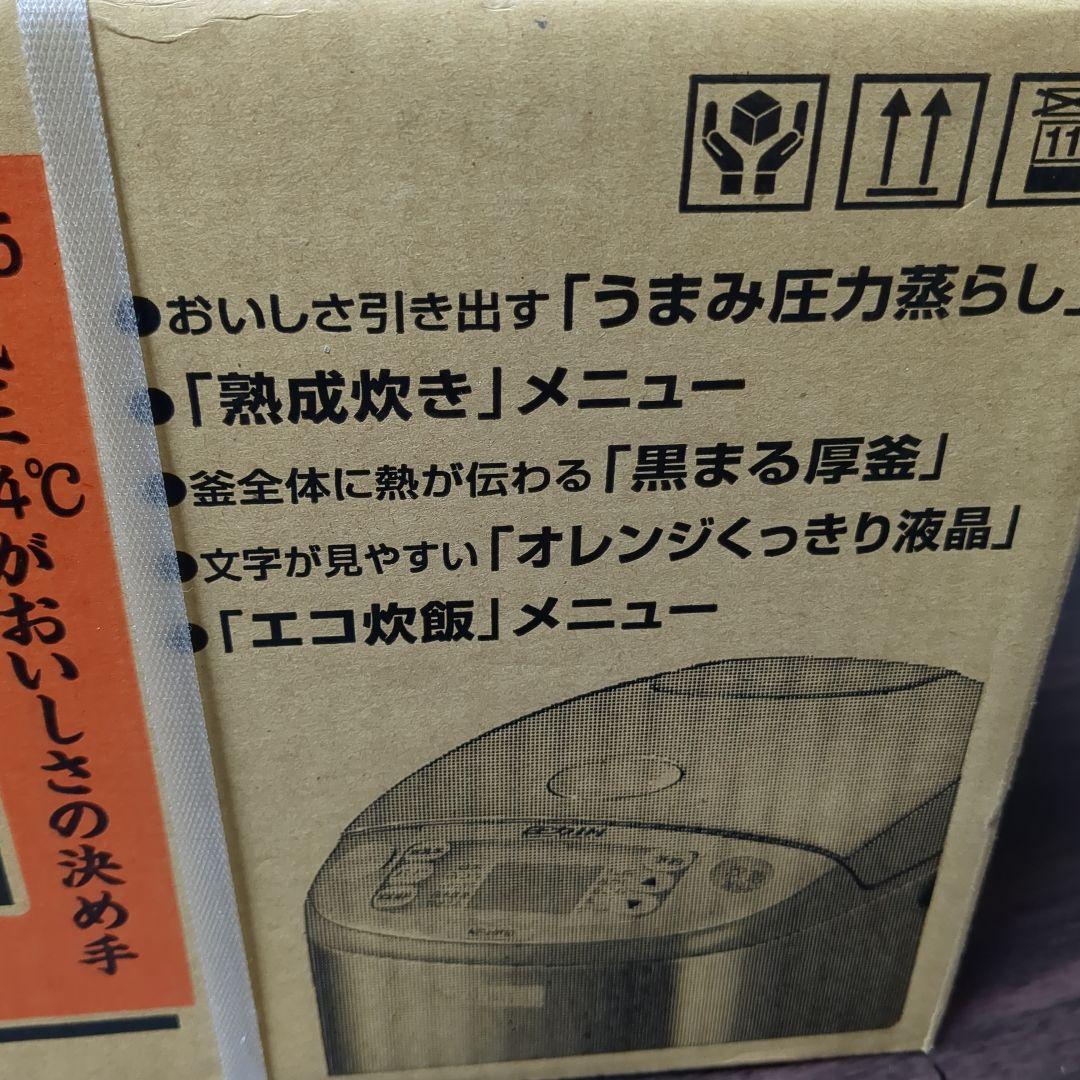 11
●おいしさ引き出す「うまみ圧力蒸らし」
●「熟成炊き」メニュー
●釜全体に熱が伝わる「黒まる厚釜」
●文字が見やすい「オレンジくっきり液晶」
●「エコ炊飯」メニュー
4℃
がおいしさの決め手